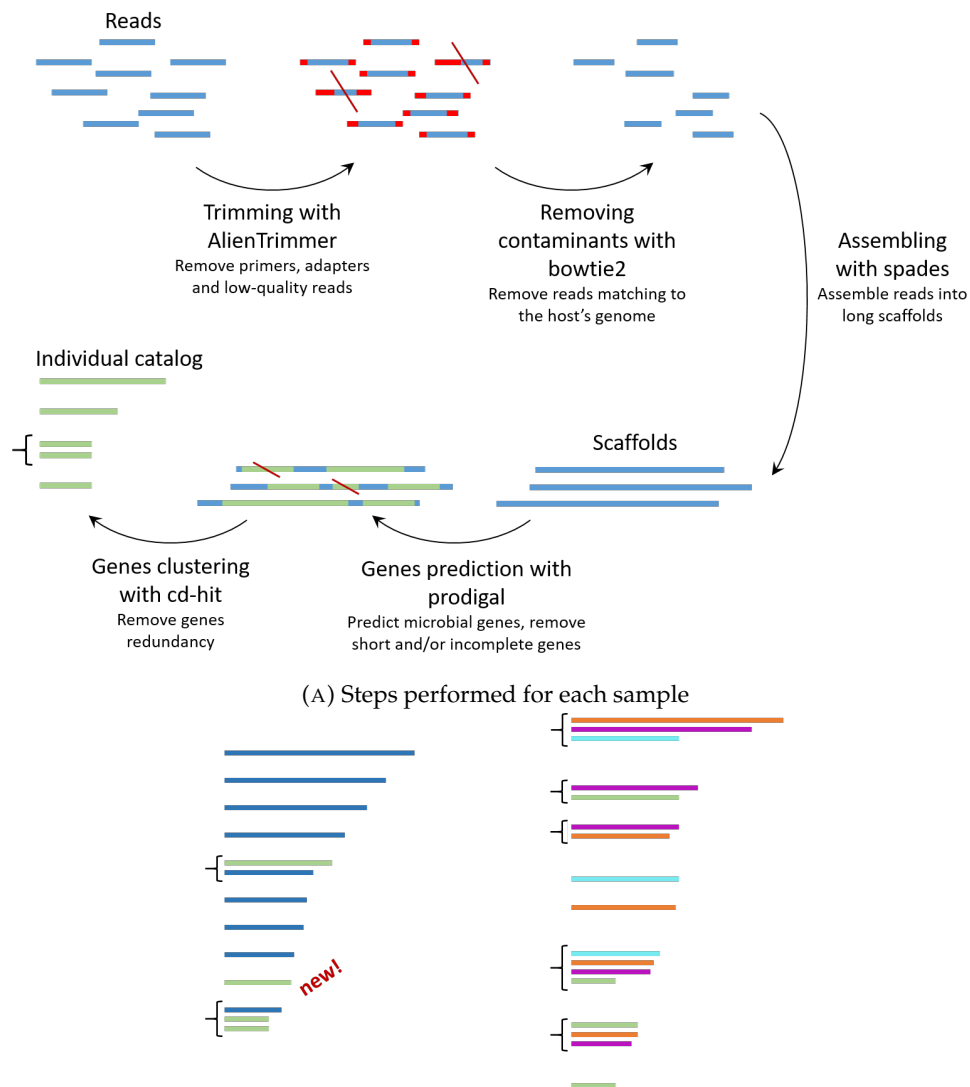 Reads
Trimming with
AlienTrimmer
Remove primers, adapters
and low-quality reads
Removing
contaminants with
bowtie2
Remove reads matching to
the host's genome
Assembling
with spades
Assemble reads into
long scaffolds
Individual catalog
Scaffolds
Genes clustering
with cd-hit
Remove genes
redundancy
Genes prediction with
prodigal
Predict microbial genes, remove
short and/or incomplete genes
(A) Steps performed for each sample
new!